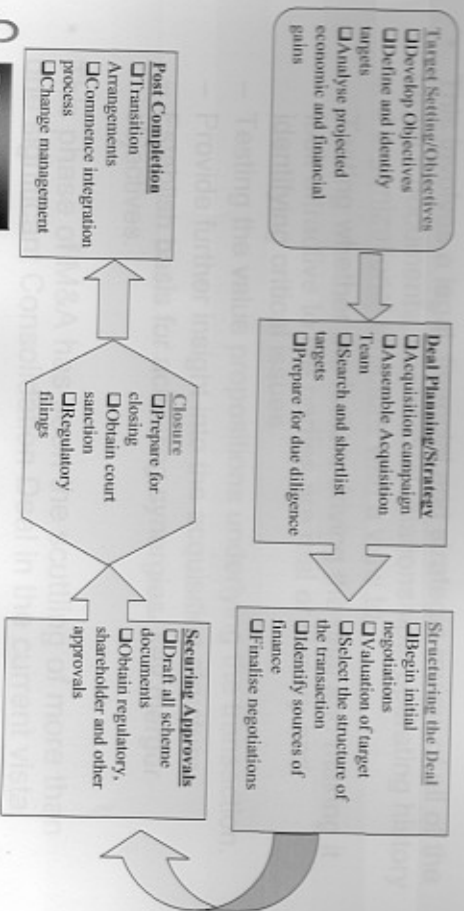 Target Setting/Objectives
❑Develop Objectives
❑Define and identify
targets
❑Analyse projected
economic and financial
gains
Deal Planning/Strategy
❑Acquisition campaign
❑Assemble Acquisition
Team
❑Search and shortlist
targets
❑Prepare for due diligence
Structuring the Deal
❑Begin initial
negotiations
❑Valuation of target
❑Select the structure of
the transaction
❑Identify sources of
finance
❑Finalise negotiations
Securing Approvals
❑Draft all scheme
documents
❑Obtain regulatory,
shareholder and other
approvals
Closure
❑Prepare for
closing
❑Obtain court
sanction
❑Regulatory
filings
Post Completion
❑Transition
Arrangements
❑Commence integration
process
❑Change management